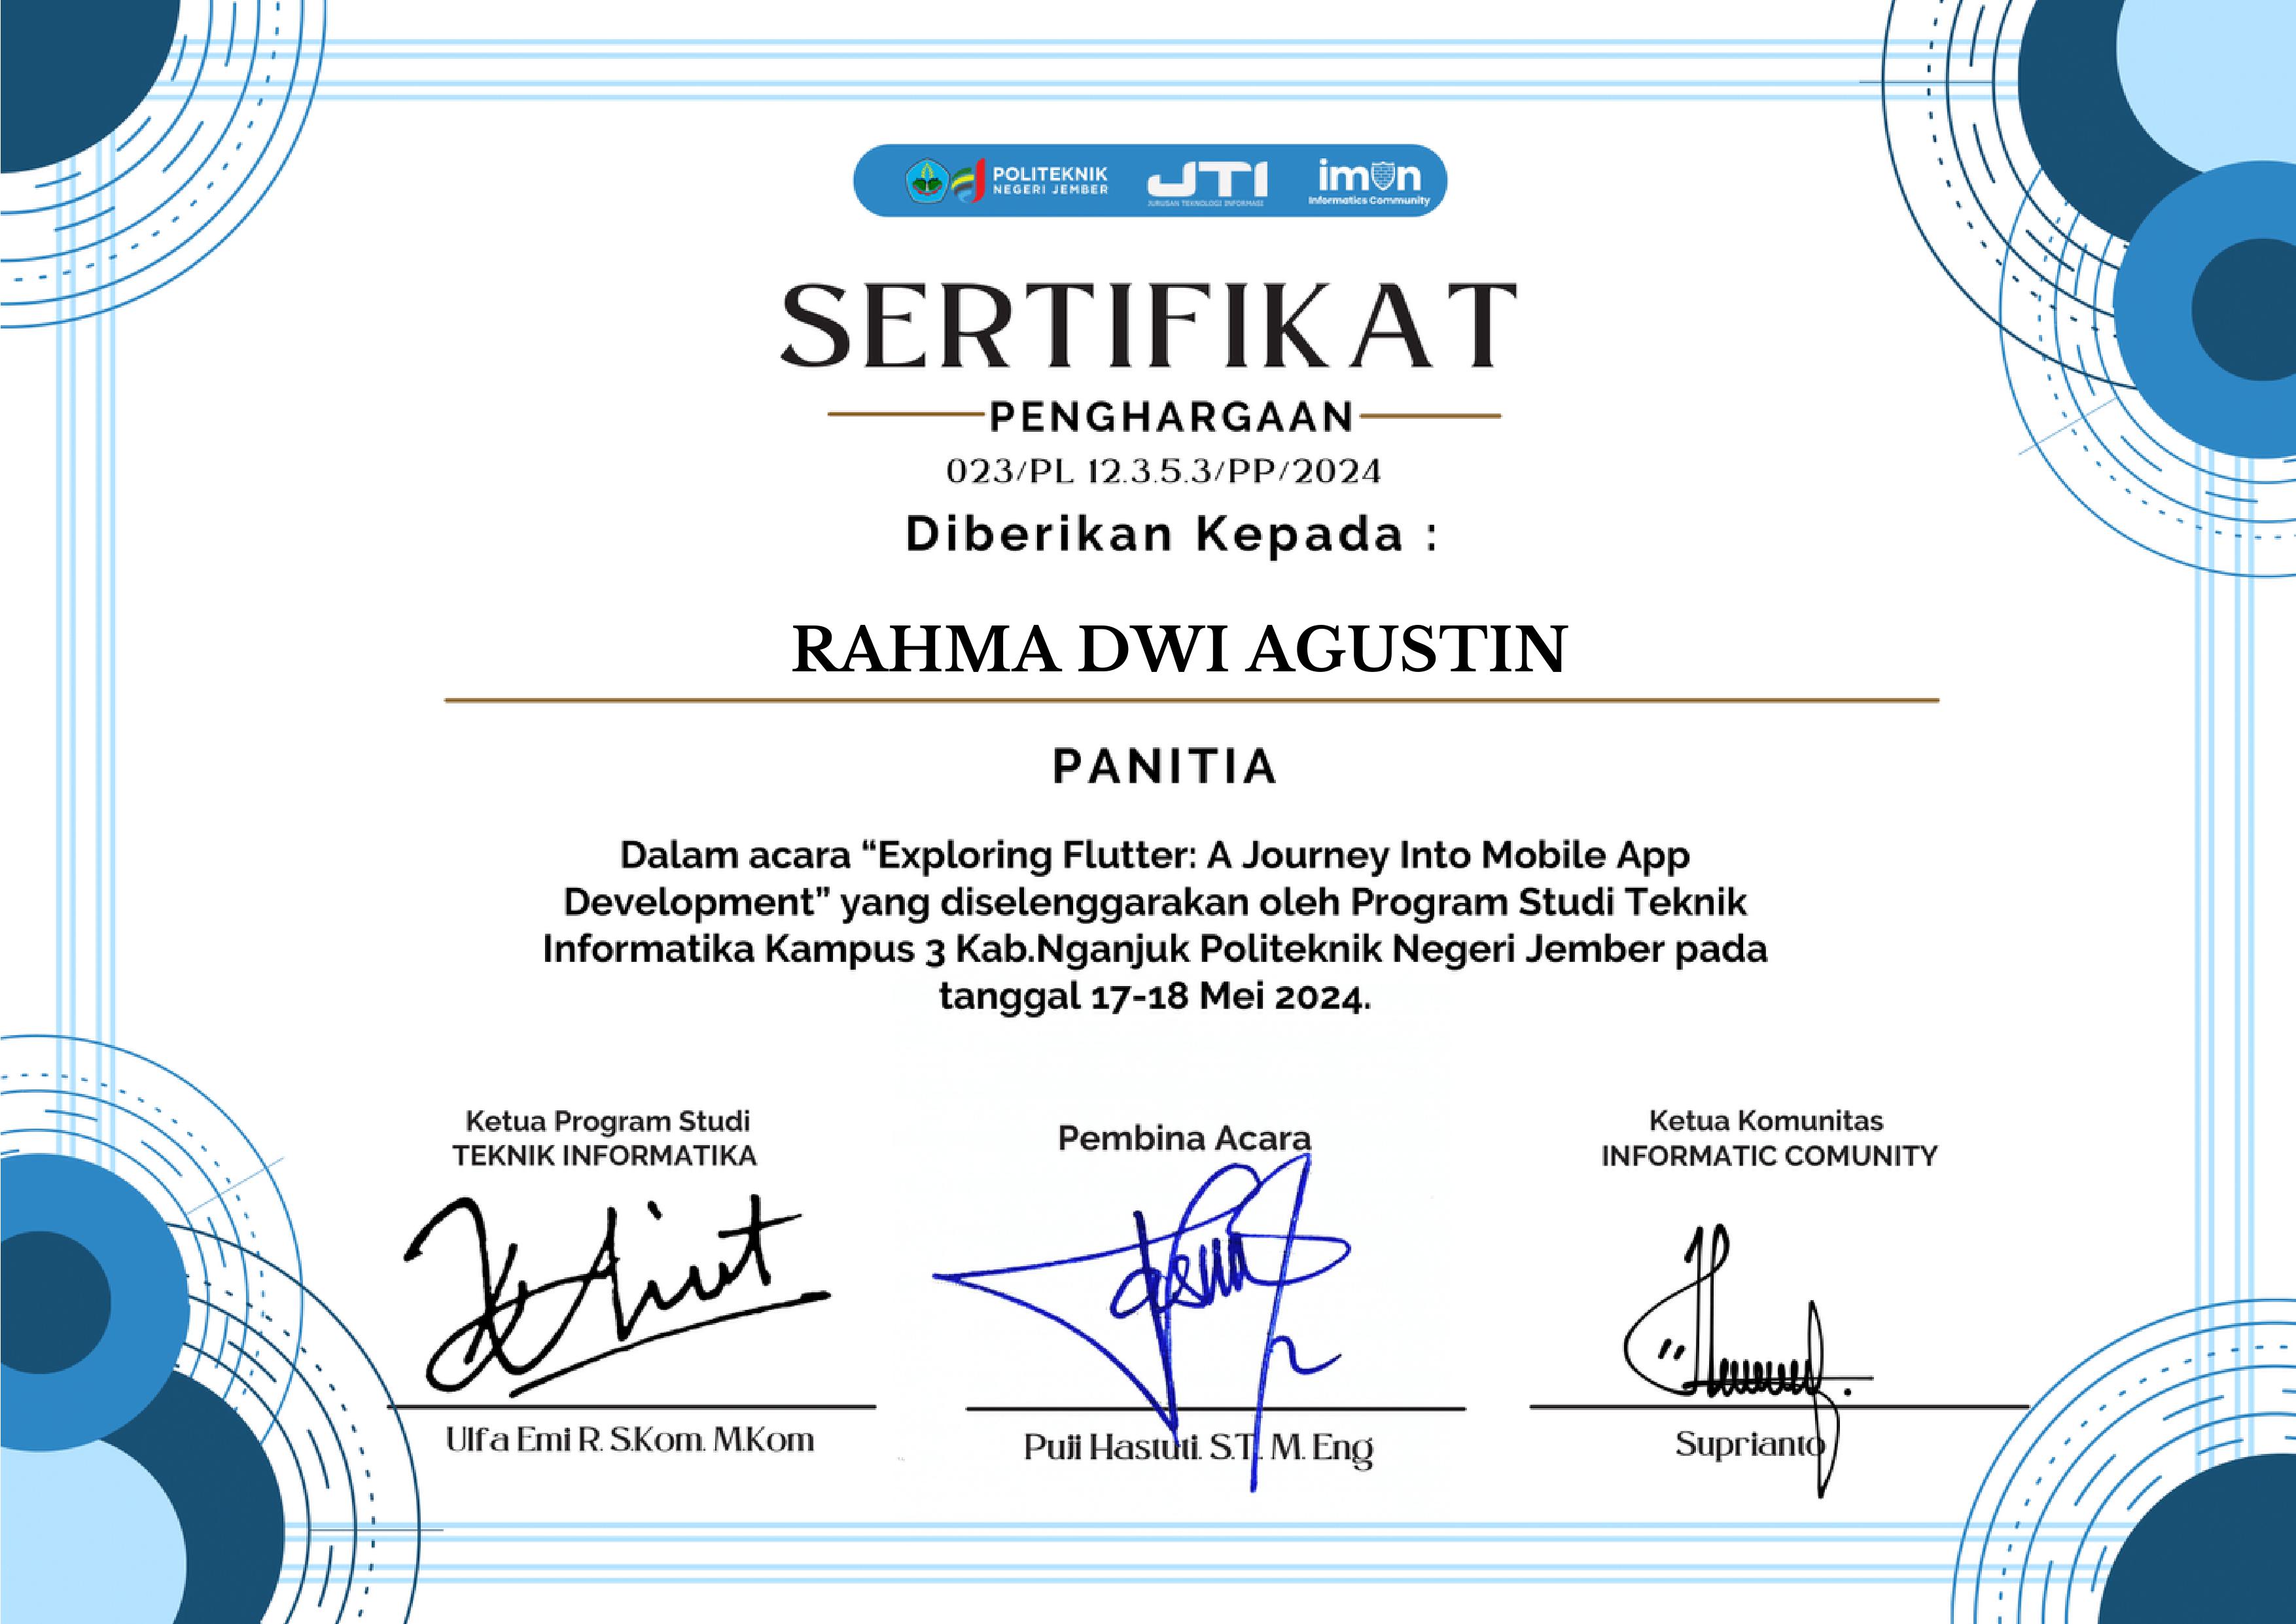 POLITEKNIK
NEGERI JEMBER
JTI
JURUSAN TEKNOLOGI INFORMASI
imun
Informatics Community
SERTIFIKAT
PENGHARGAAN
023/PL 12.3.5.3/PP/2024
Diberikan Kepada :
RAHMA DWI AGUSTIN
PANITIA
Dalam acara “Exploring Flutter: A Journey Into Mobile App
Development” yang diselenggarakan oleh Program Studi Teknik
Informatika Kampus 3 Kab.Nganjuk Politeknik Negeri Jember pada
tanggal 17-18 Mei 2024.
Ketua Program Studi
TEKNIK INFORMATIKA
Ulfa Emi R. S.Kom. M.Kom
Pembina Acara
Puji Hastuti. S.T. M. Eng
Ketua Komunitas
INFORMATIC COMUNITY
Suprianto